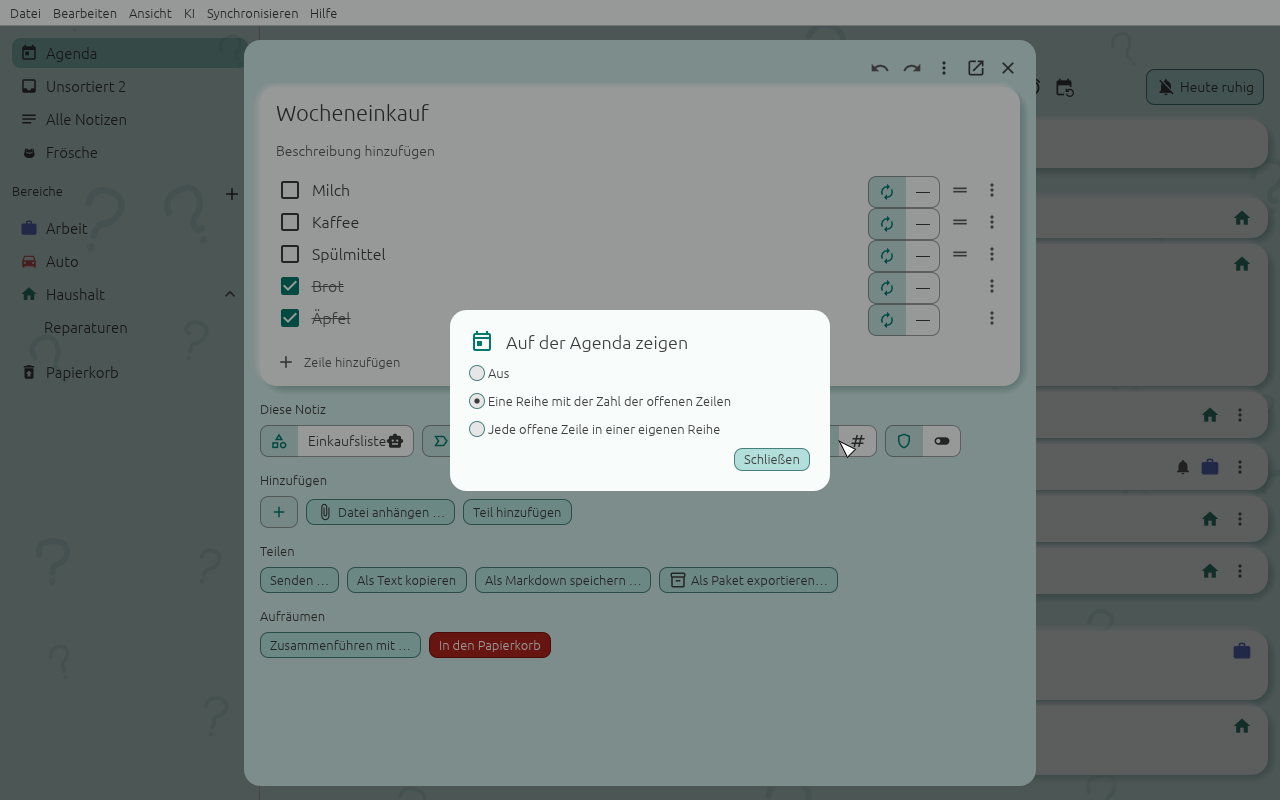 Datei Bearbeiten Ansicht KI Synchronisieren Hilfe
Agenda
Unsortiert 2
Alle Notizen
Frösche
Bereiche
Arbeit
Auto
Haushalt
Reparaturen
Papierkorb
Heute ruhig
Wocheneinkauf
Beschreibung hinzufügen
Milch
Kaffee
Spülmittel
Brot
Äpfel
Zeile hinzufügen
Auf der Agenda zeigen
Aus
Eine Reihe mit der Zahl der offenen Zeilen
Jede offene Zeile in einer eigenen Reihe
Schließen
Diese Notiz
Einkaufsliste
Hinzufügen
Datei anhängen … Teil hinzufügen
Teilen
Senden … Als Text kopieren Als Markdown speichern … Als Paket exportieren…
Aufräumen
Zusammenführen mit … In den Papierkorb